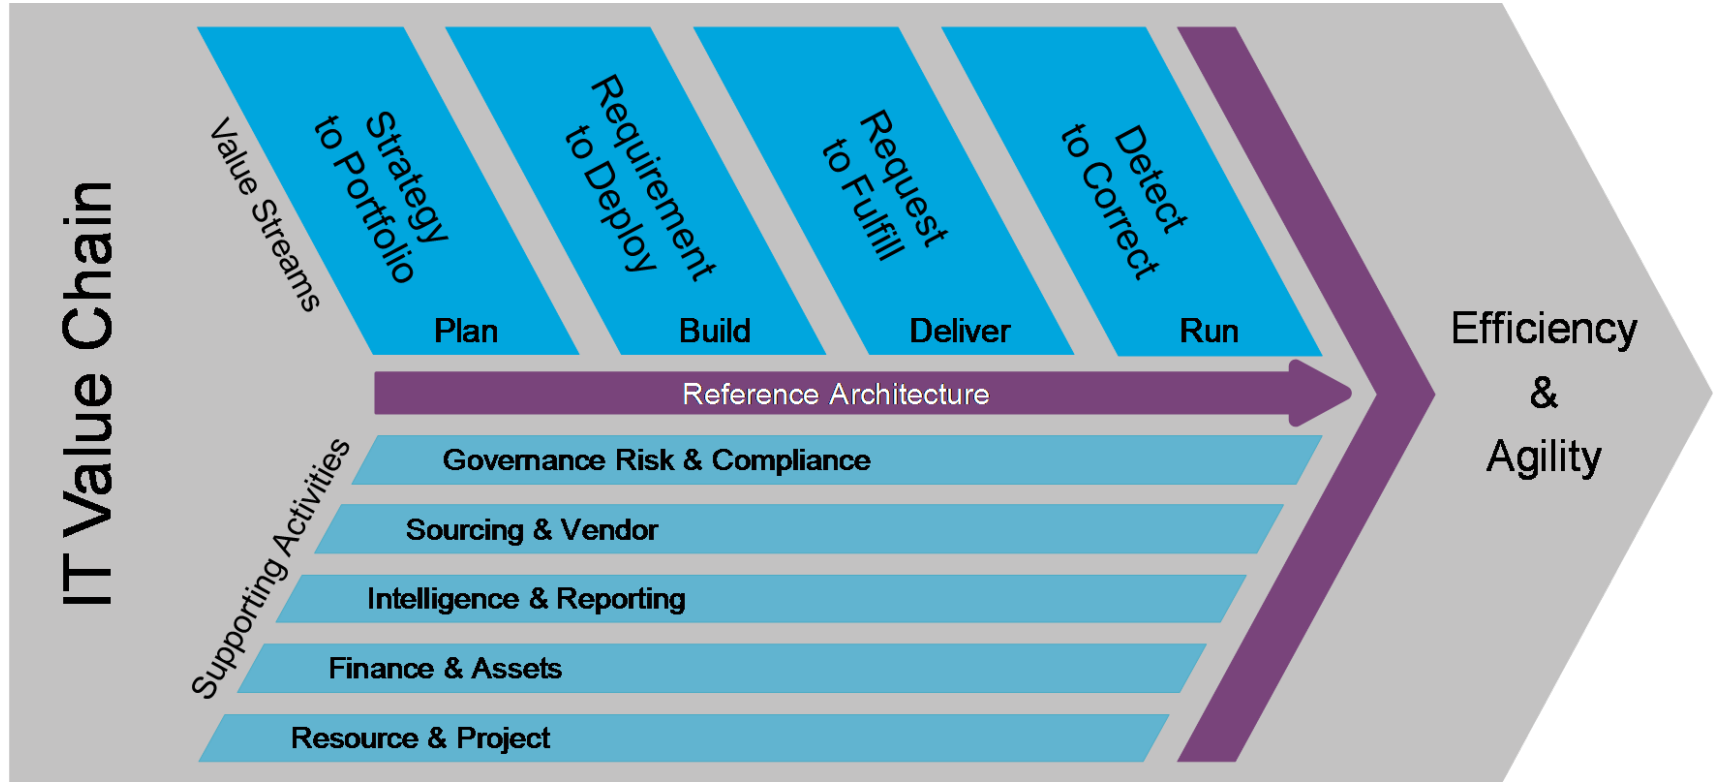 IT Value Chain
Value Streams
Strategy
to Portfolio
Plan
Requirement
to Deploy
Build
Request
to Fulfill
Deliver
Detect
to Correct
Run
Reference Architecture
Supporting Activities
Governance Risk & Compliance
Sourcing & Vendor
Intelligence & Reporting
Finance & Assets
Resource & Project
Efficiency
&
Agility